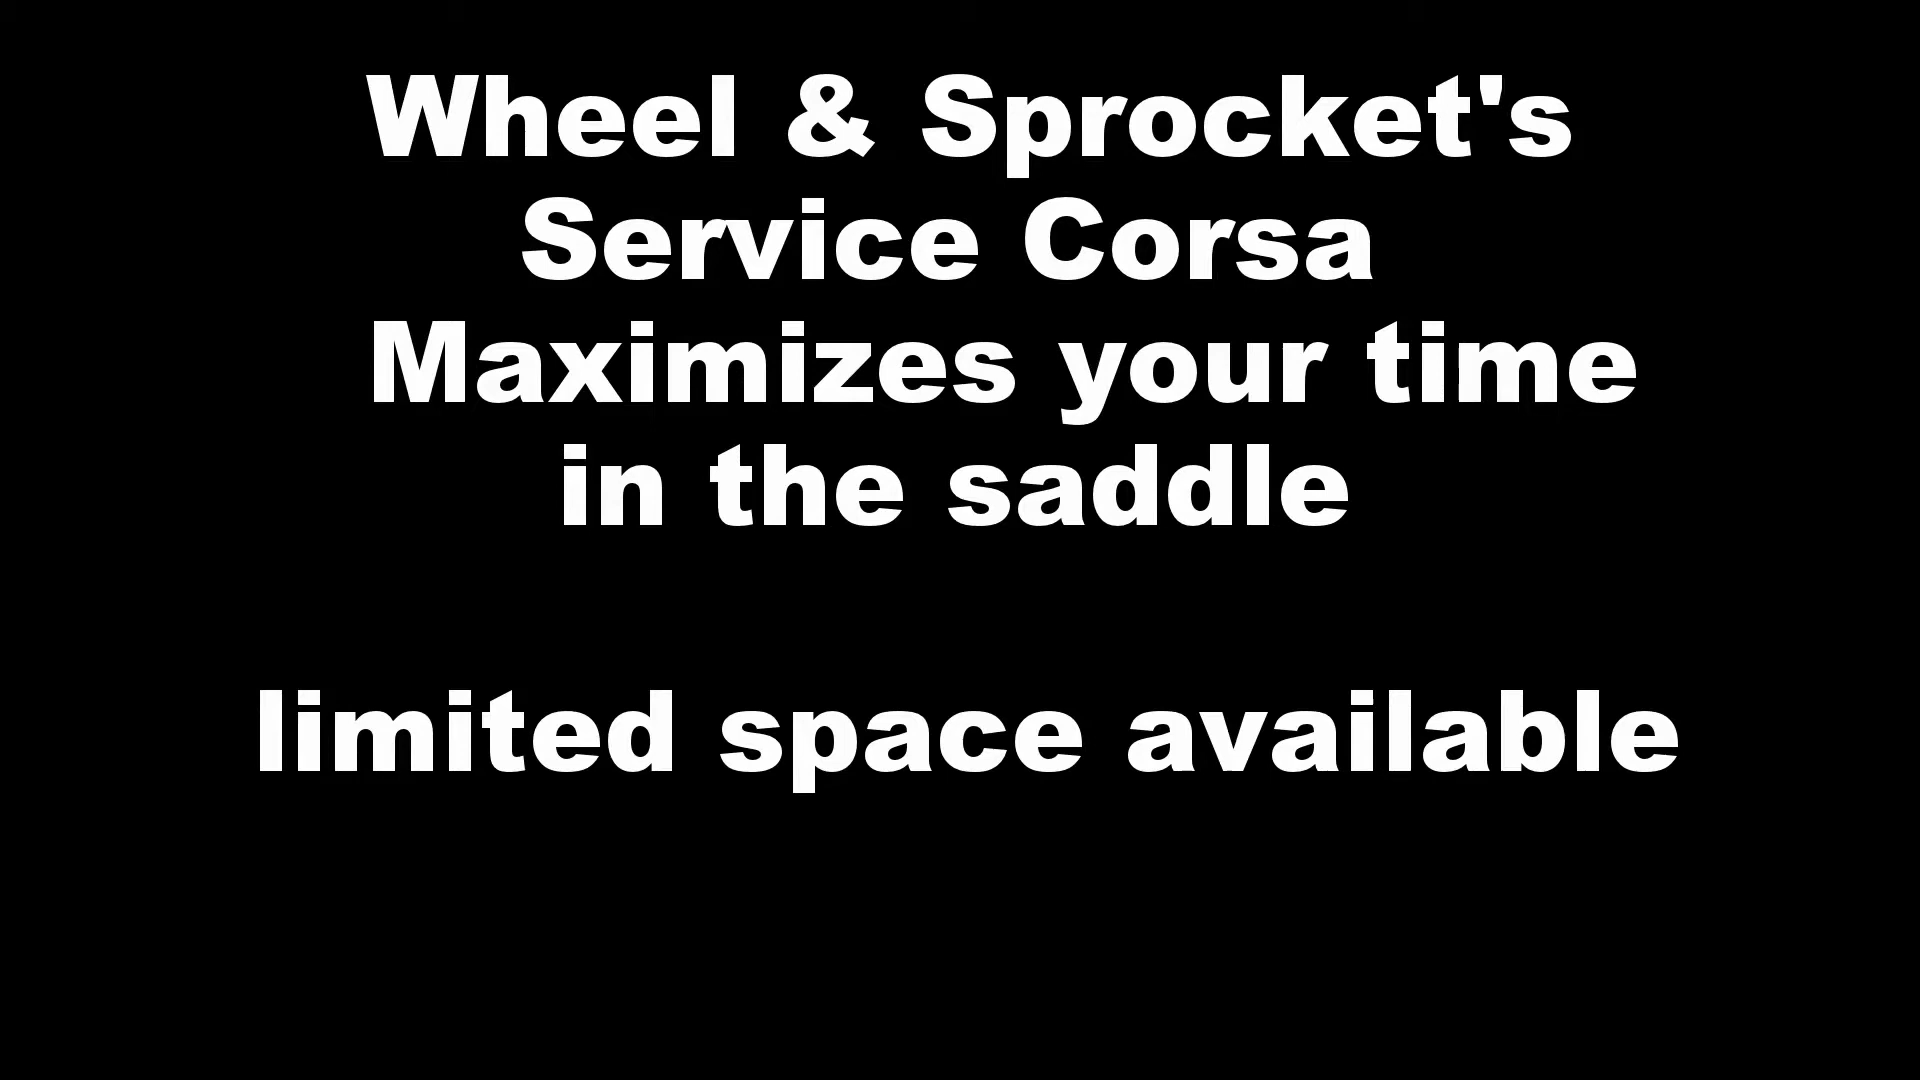 Wheel & Sprocket's
Service Corsa
Maximizes your time
in the saddle
limited space available